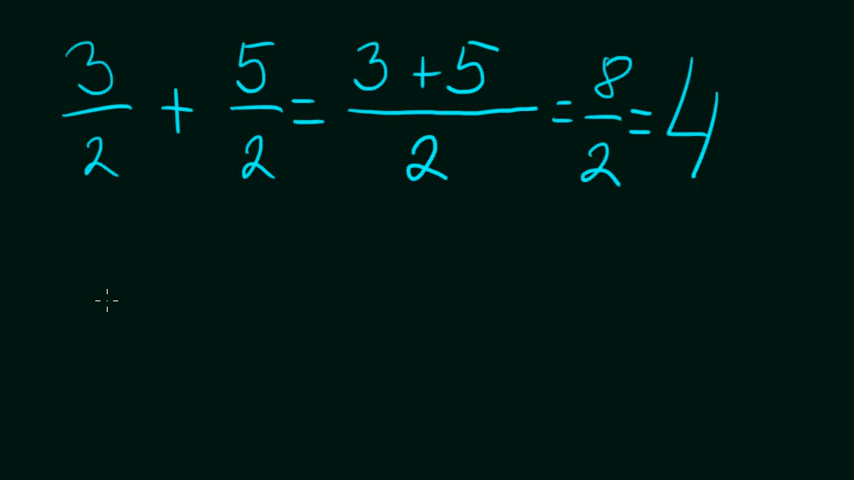 3/2 + 5/2 = (3+5)/2 = 8/2 = 4